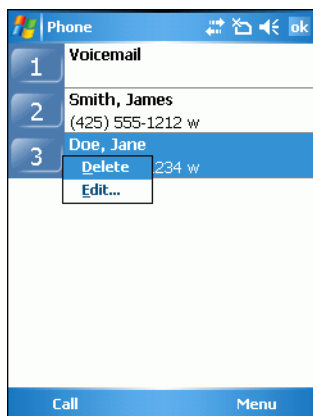 Phone
ok
1
Voicemail
2
Smith, James
(425) 555-1212 w
3
Doe, Jane
234 w
Delete
Edit...
Call
Menu